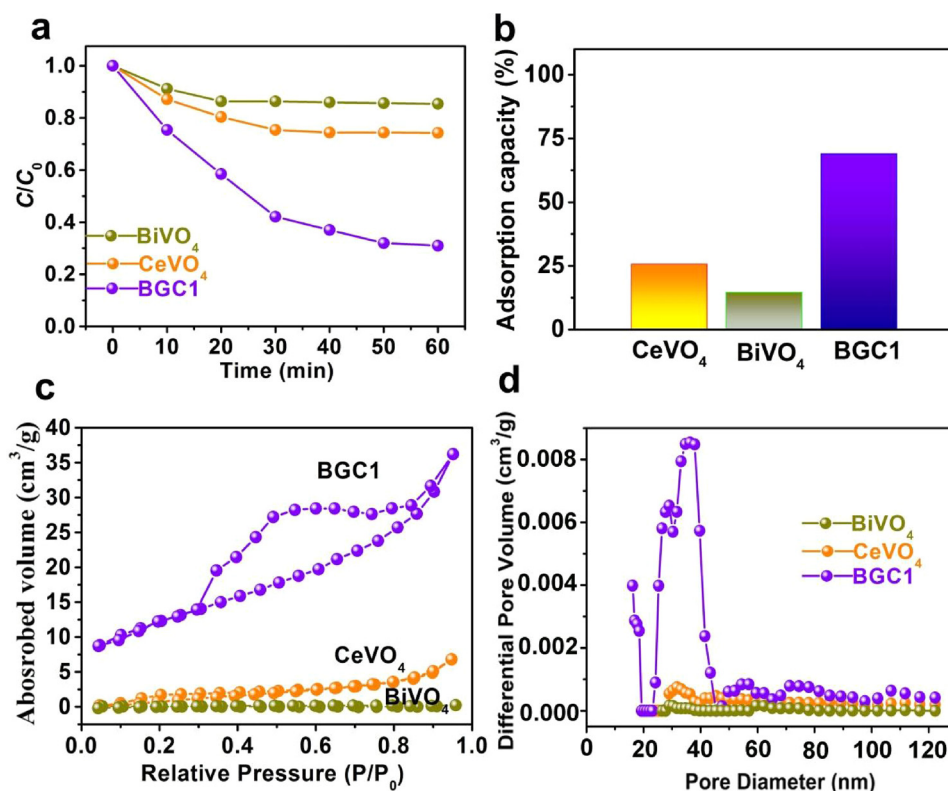 a
1.0
0.8
0.6
0.4
0.2
0.0
C/C₀
BiVO₄
CeVO₄
BGC1
0 10 20 30 40 50 60
Time (min)
b
100
75
50
25
0
Adsorption capacity (%)
CeVO₄ BiVO₄ BGC1
c
40
35
30
25
20
15
10
5
0
Abosrobed volume (cm³/g)
BGC1
CeVO₄
BiVO₄
0.0 0.2 0.4 0.6 0.8 1.0
Relative Pressure (P/P₀)
d
0.008
0.006
0.004
0.002
0.000
Differential Pore Volume (cm³/g)
BiVO₄
CeVO₄
BGC1
0 20 40 60 80 100 120
Pore Diameter (nm)